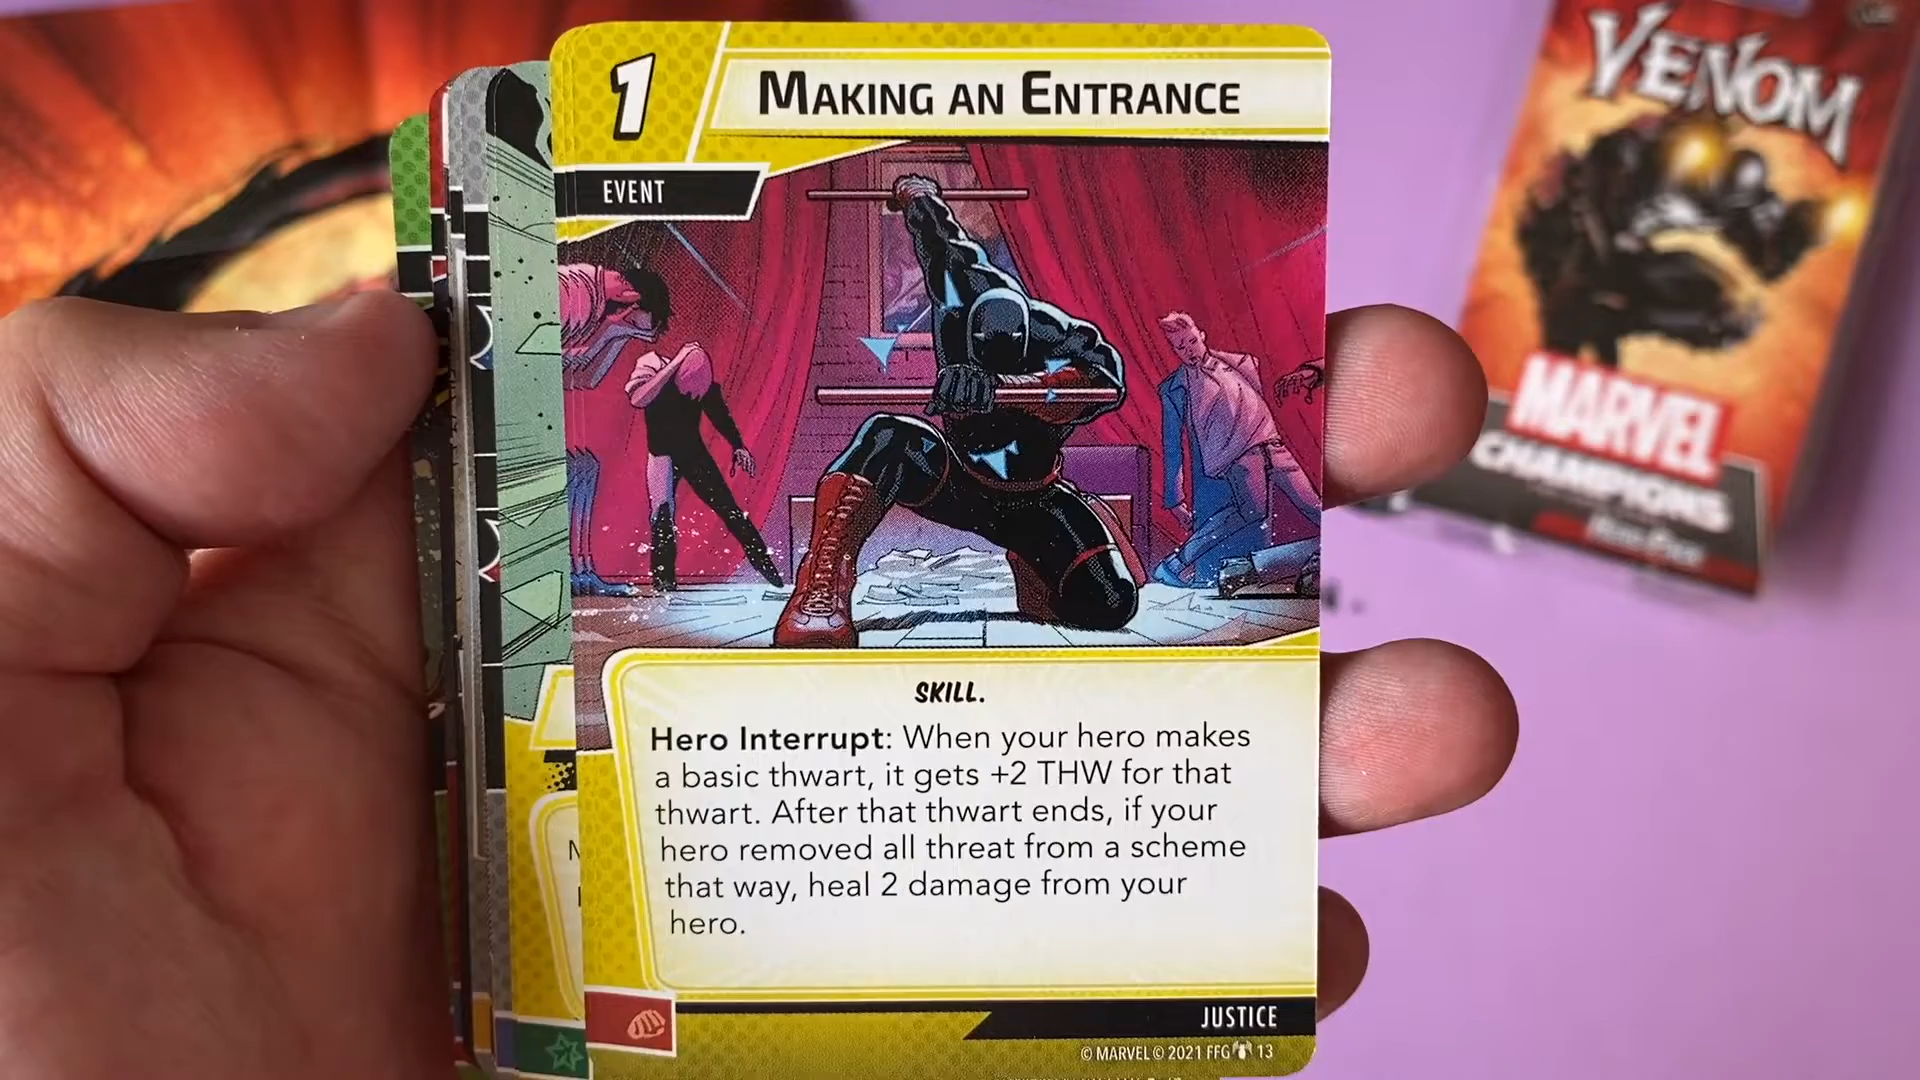 1
MAKING AN ENTRANCE
EVENT
SKILL.
Hero Interrupt: When your hero makes
a basic thwart, it gets +2 THW for that
thwart. After that thwart ends, if your
hero removed all threat from a scheme
that way, heal 2 damage from your
hero.
JUSTICE
© MARVEL © 2021 FFG 13
VENOM
MARVEL
CHAMPIONS